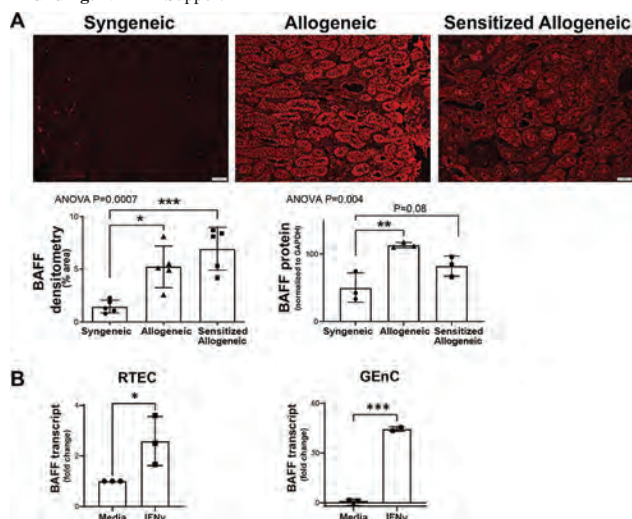 A
Syngeneic
Allogeneic
Sensitized Allogeneic
ANOVA P=0.0007
***
*
BAFF
densitometry
(% area)
10
5
0
Syngeneic
Allogeneic
Sensitized
Allogeneic
ANOVA P=0.004
P=0.08
**
BAFF protein
(normalized to GAPDH)
100
0
Syngeneic
Allogeneic
Sensitized
Allogeneic
B
RTEC
*
BAFF transcript
(fold change)
4
2
0
Media
IFNγ
GEnC
***
BAFF transcript
(fold change)
40
20
0
Media
IFNγ